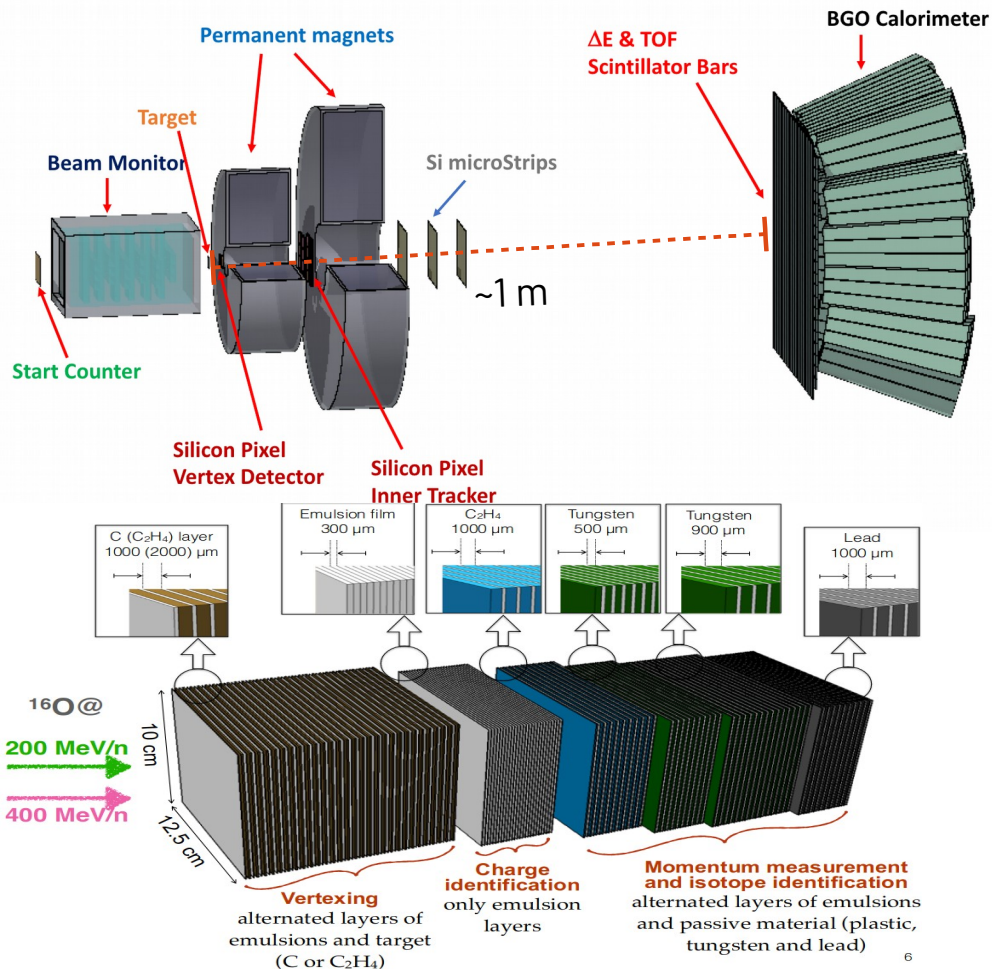 BGO Calorimeter
Permanent magnets
ΔE & TOF
Scintillator Bars
Target
Beam Monitor
Si microStrips
~1 m
Start Counter
Silicon Pixel
Vertex Detector
Silicon Pixel
Inner Tracker
C (C₂H₄) layer
1000 (2000) µm
Emulsion film
300 µm
C₂H₄
1000 µm
Tungsten
500 µm
Tungsten
900 µm
Lead
1000 µm
¹⁶O@
200 MeV/n
400 MeV/n
10 cm
12.5 cm
Vertexing
alternated layers of
emulsions and target
(C or C₂H₄)
Charge
identification
only emulsion
layers
Momentum measurement
and isotope identification
alternated layers of emulsions
and passive material (plastic,
tungsten and lead)
6